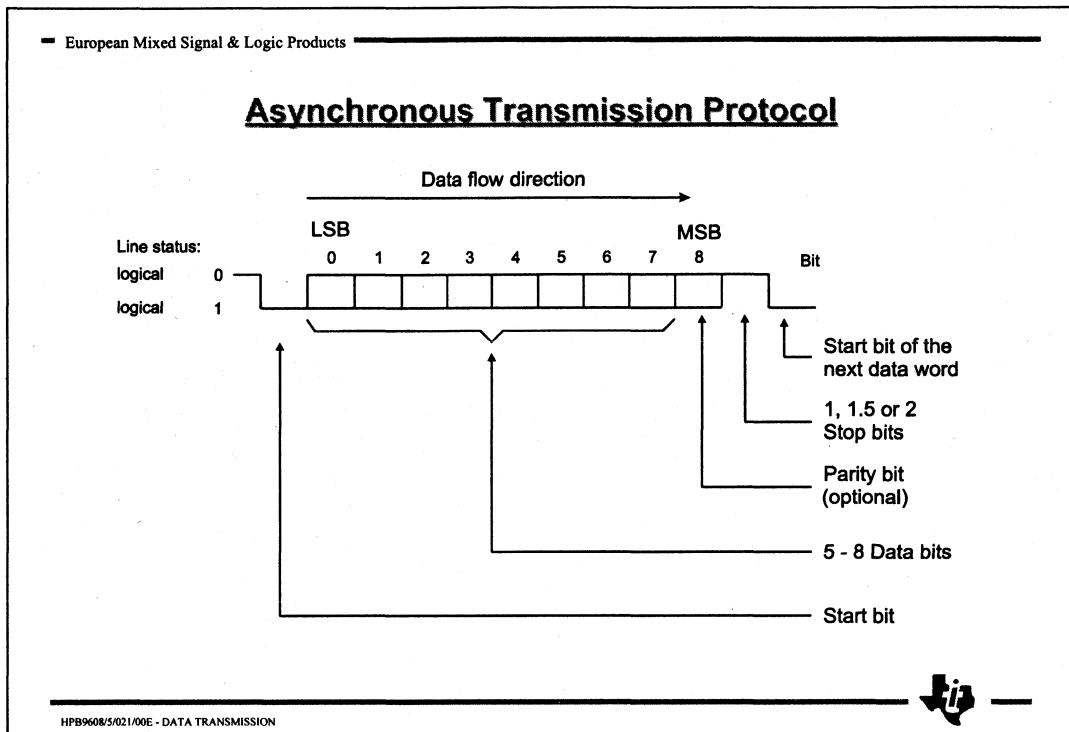 European Mixed Signal & Logic Products
Asynchronous Transmission Protocol
Data flow direction
LSB MSB
Line status: 0 1 2 3 4 5 6 7 8 Bit
logical 0
logical 1
Start bit of the
next data word
1, 1.5 or 2
Stop bits
Parity bit
(optional)
5 - 8 Data bits
Start bit
HPB9608/5/021/00E - DATA TRANSMISSION